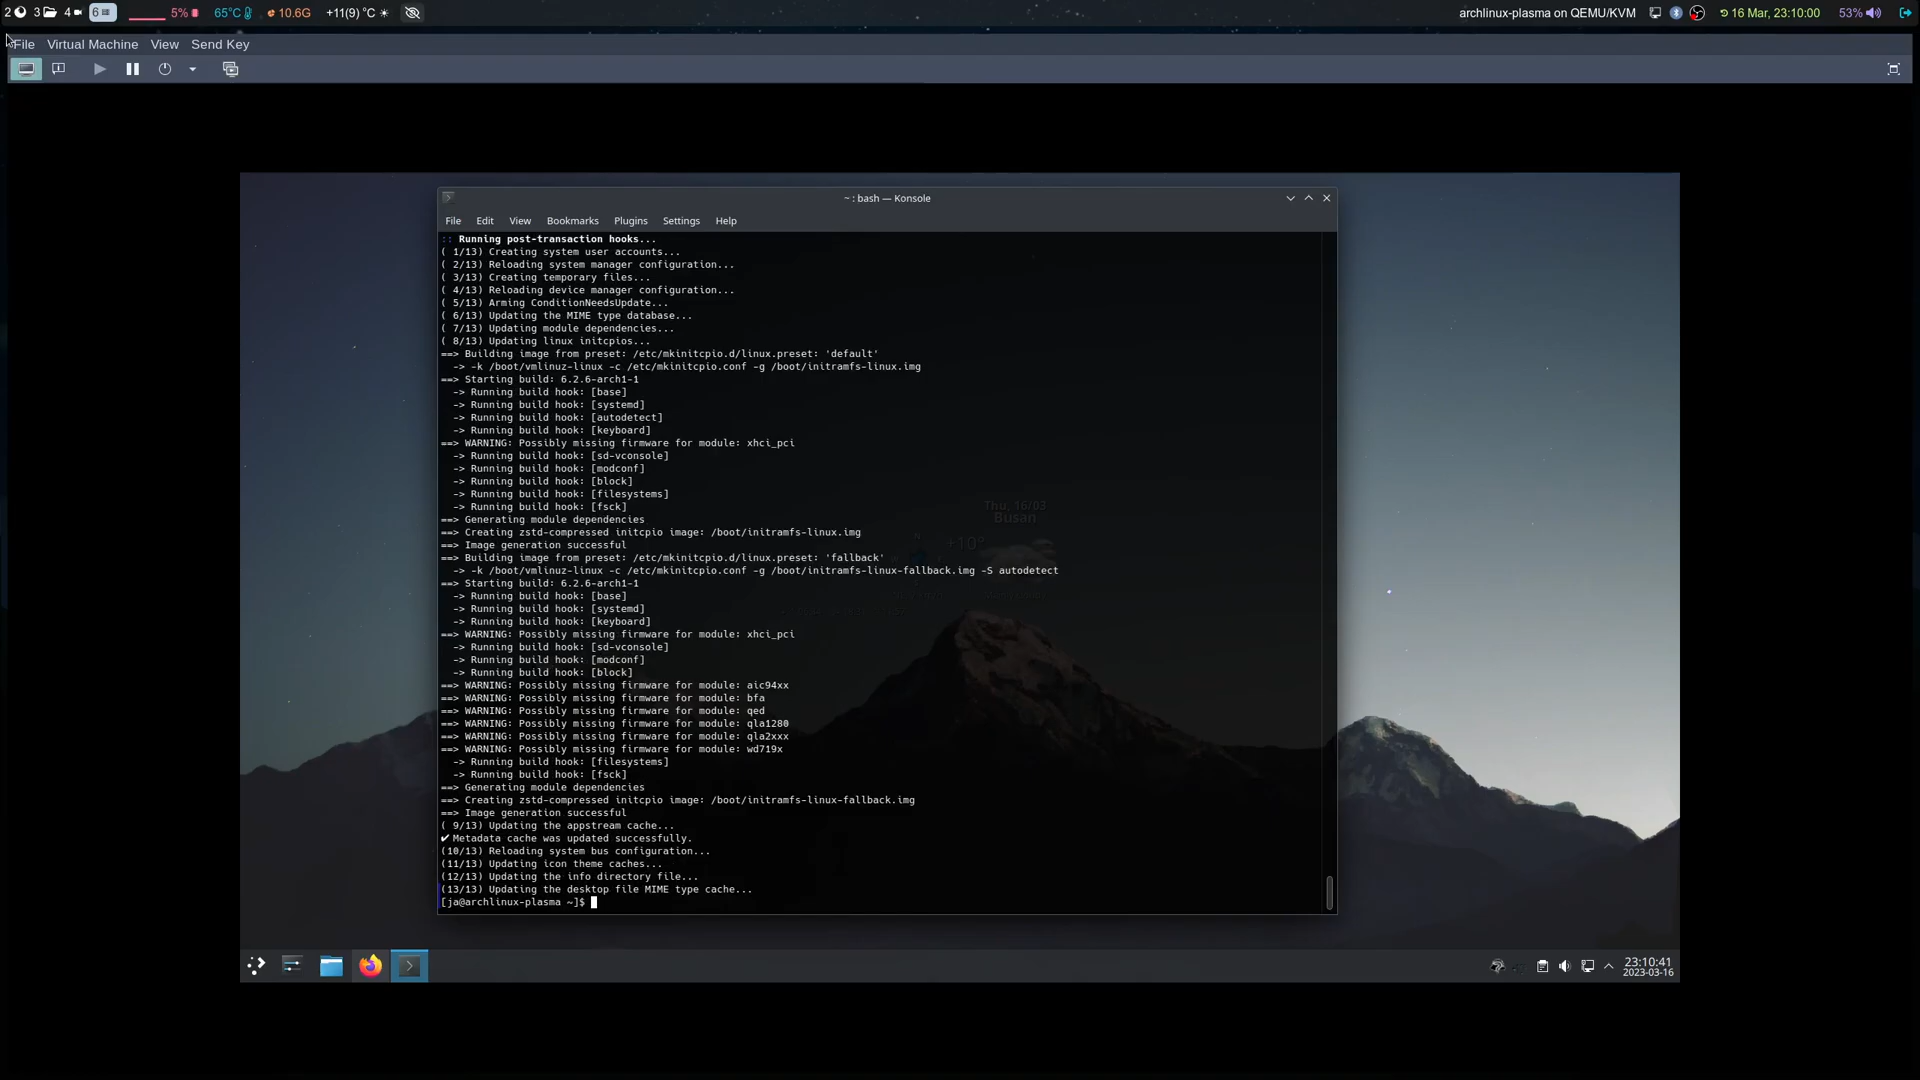 2 3 4 6 5% 65°C 10.6G +11(9) °C archlinux-plasma on QEMU/KVM 16 Mar, 23:10:00 53%
File Virtual Machine View Send Key
~ : bash — Konsole
File Edit View Bookmarks Plugins Settings Help
:: Running post-transaction hooks...
( 1/13) Creating system user accounts...
( 2/13) Reloading system manager configuration...
( 3/13) Creating temporary files...
( 4/13) Reloading device manager configuration...
( 5/13) Arming ConditionNeedsUpdate...
( 6/13) Updating the MIME type database...
( 7/13) Updating module dependencies...
( 8/13) Updating linux initcpios...
==> Building image from preset: /etc/mkinitcpio.d/linux.preset: 'default'
-> -k /boot/vmlinuz-linux -c /etc/mkinitcpio.conf -g /boot/initramfs-linux.img
==> Starting build: 6.2.6-arch1-1
-> Running build hook: [base]
-> Running build hook: [systemd]
-> Running build hook: [autodetect]
-> Running build hook: [keyboard]
==> WARNING: Possibly missing firmware for module: xhci_pci
-> Running build hook: [sd-vconsole]
-> Running build hook: [modconf]
-> Running build hook: [block]
-> Running build hook: [filesystems]
-> Running build hook: [fsck]
==> Generating module dependencies
==> Creating zstd-compressed initcpio image: /boot/initramfs-linux.img
==> Image generation successful
==> Building image from preset: /etc/mkinitcpio.d/linux.preset: 'fallback'
-> -k /boot/vmlinuz-linux -c /etc/mkinitcpio.conf -g /boot/initramfs-linux-fallback.img -S autodetect
==> Starting build: 6.2.6-arch1-1
-> Running build hook: [base]
-> Running build hook: [systemd]
-> Running build hook: [keyboard]
==> WARNING: Possibly missing firmware for module: xhci_pci
-> Running build hook: [sd-vconsole]
-> Running build hook: [modconf]
-> Running build hook: [block]
==> WARNING: Possibly missing firmware for module: aic94xx
==> WARNING: Possibly missing firmware for module: bfa
==> WARNING: Possibly missing firmware for module: qed
==> WARNING: Possibly missing firmware for module: qla1280
==> WARNING: Possibly missing firmware for module: qla2xxx
==> WARNING: Possibly missing firmware for module: wd719x
-> Running build hook: [filesystems]
-> Running build hook: [fsck]
==> Generating module dependencies
==> Creating zstd-compressed initcpio image: /boot/initramfs-linux-fallback.img
==> Image generation successful
( 9/13) Updating the appstream cache...
✔ Metadata cache was updated successfully.
(10/13) Reloading system bus configuration...
(11/13) Updating icon theme caches...
(12/13) Updating the info directory file...
(13/13) Updating the desktop file MIME type cache...
[ja@archlinux-plasma ~]$
Thu, 16/03
Busan
N
+10°
23:10:41
2023-03-16